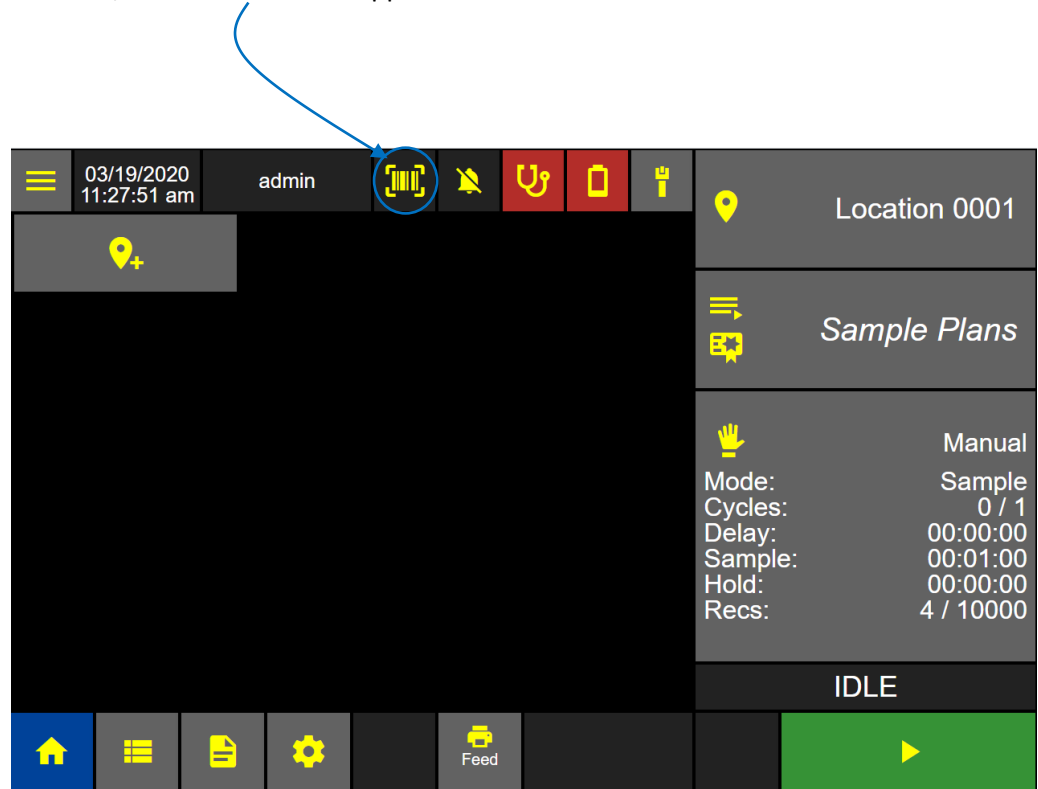 03/19/2020
11:27:51 am
admin
Location 0001
Sample Plans
Manual
Mode: Sample
Cycles: 0 / 1
Delay: 00:00:00
Sample: 00:01:00
Hold: 00:00:00
Recs: 4 / 10000
IDLE
Feed